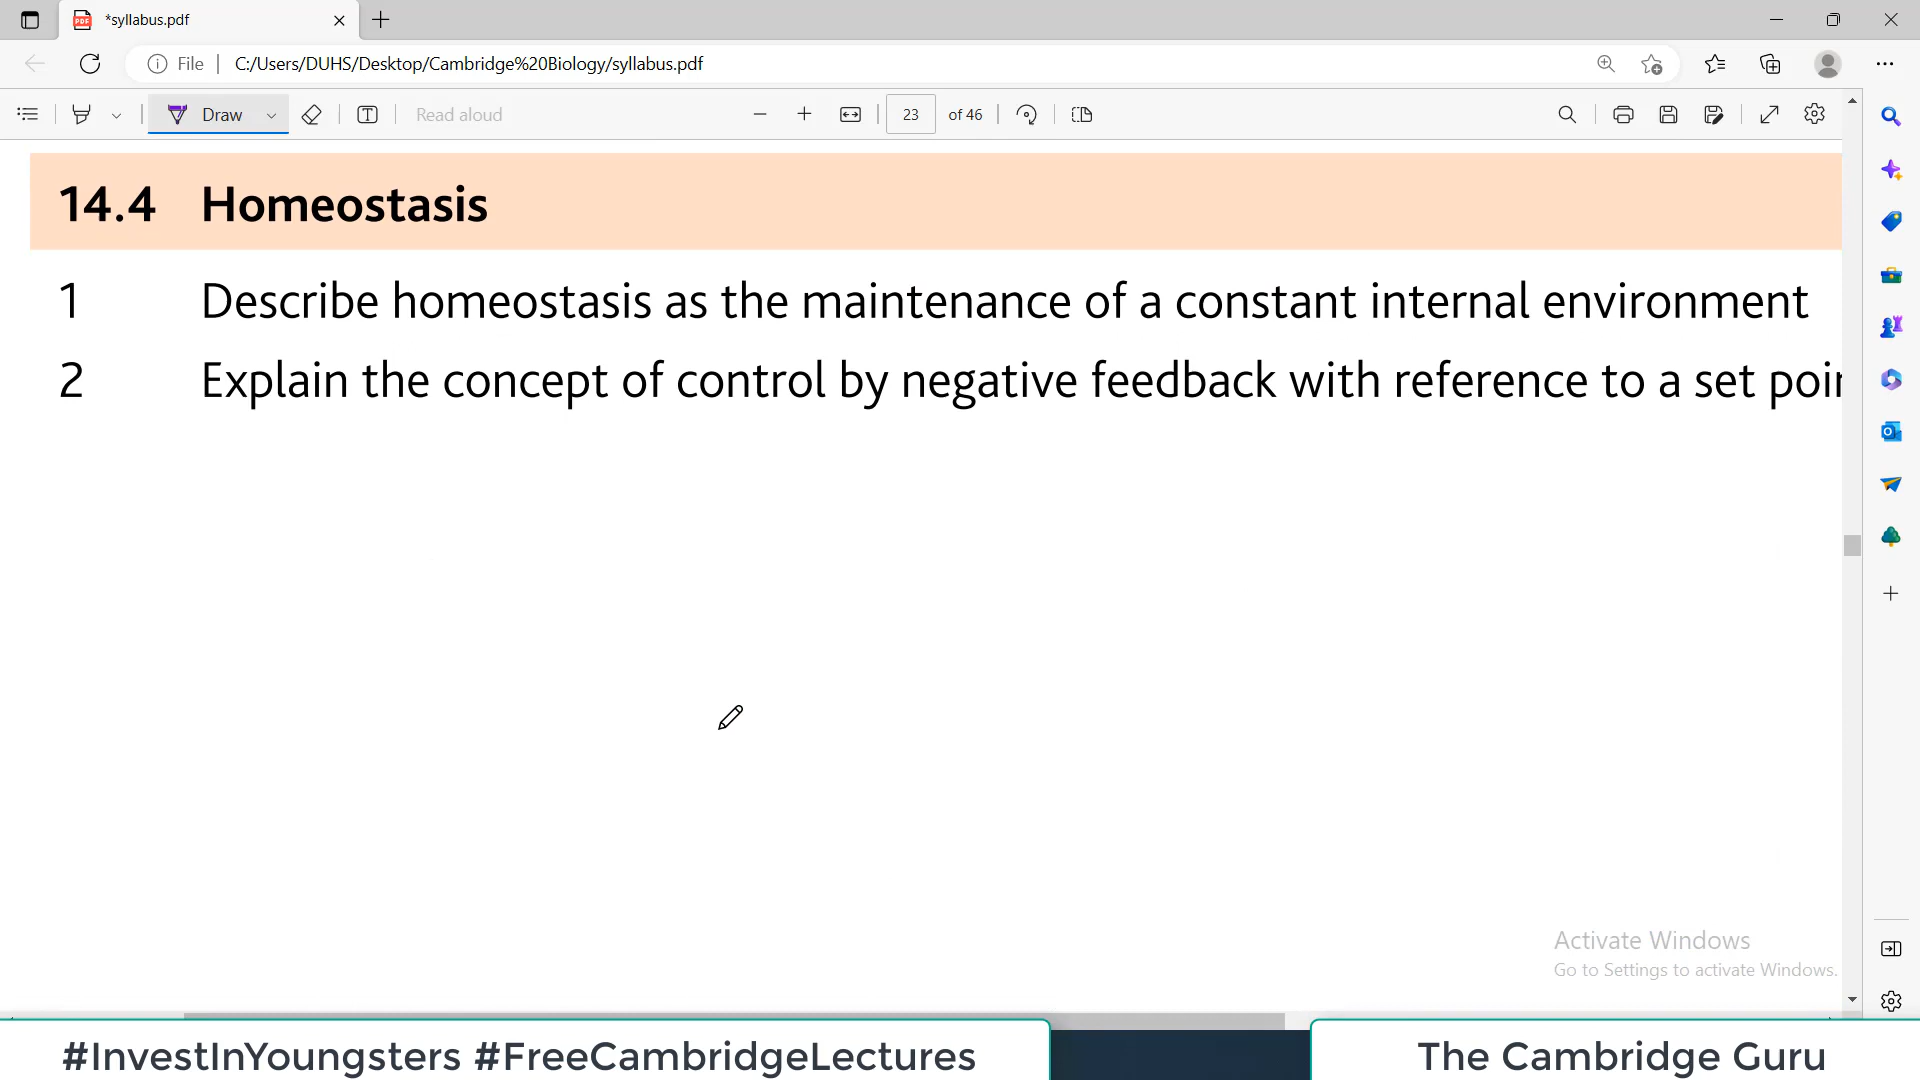 *syllabus.pdf
File
C:/Users/DUHS/Desktop/Cambridge%20Biology/syllabus.pdf
Draw
Read aloud
23 of 46
14.4 Homeostasis
1 Describe homeostasis as the maintenance of a constant internal environment
2 Explain the concept of control by negative feedback with reference to a set
Activate Windows
Go to Settings to activate Windows.
#InvestInYoungsters #FreeCambridgeLectures
The Cambridge Guru